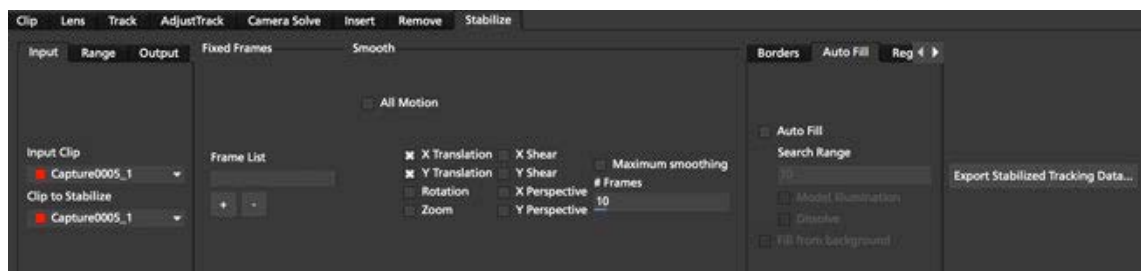 Clip Lens Track AdjustTrack Camera Solve Insert Remove Stabilize
Input Range Output
Input Clip
Capture0005_1
Clip to Stabilize
Capture0005_1
Fixed Frames
Frame List
+ -
Smooth
All Motion
X Translation X Shear
Y Translation Y Shear
Rotation X Perspective
Zoom Y Perspective
Maximum smoothing
# Frames
10
Borders Auto Fill Reg
Auto Fill
Search Range
Model Illumination
Dissolve
Fill from background
Export Stabilized Tracking Data...